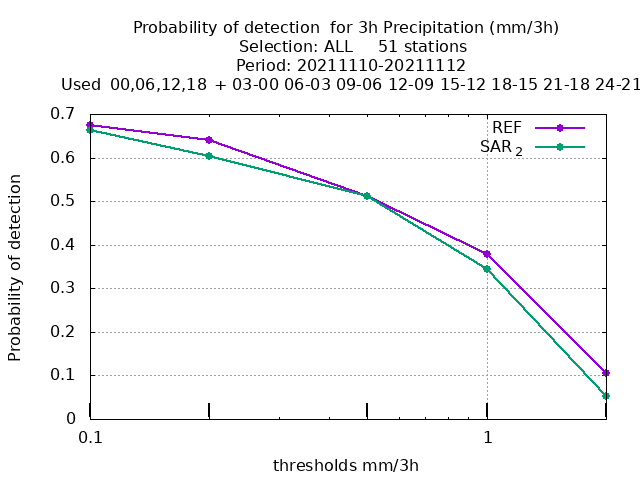 Probability of detection  for 3h Precipitation (mm/3h)
Selection: ALL     51 stations
Period: 20211110-20211112
Used  00,06,12,18  + 03-00 06-03 09-06 12-09 15-12 18-15 21-18 24-21
REF
SAR 2
0.7
0.6
0.5
0.4
0.3
0.2
0.1
0
Probability of detection
0.1 1
thresholds mm/3h